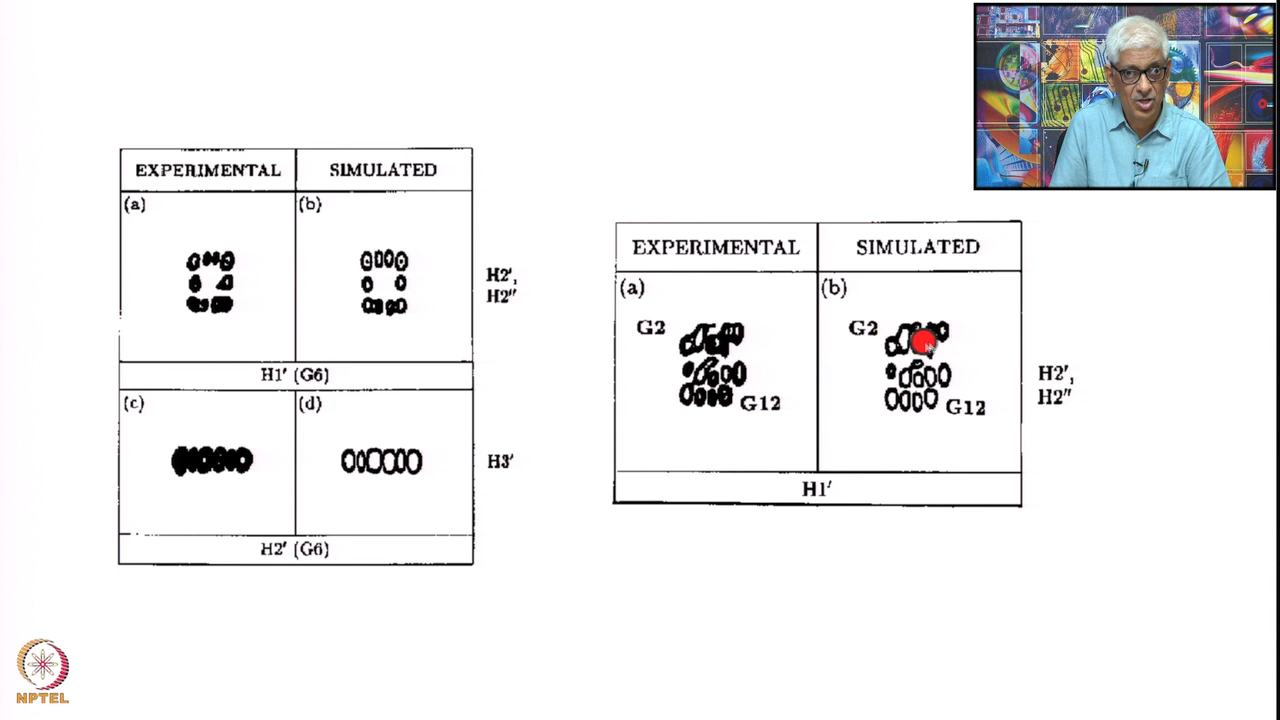 EXPERIMENTAL SIMULATED
(a) (b)
H2′,
H2″
H1′ (G6)
(c) (d)
H3′
H2′ (G6)
EXPERIMENTAL SIMULATED
(a) (b)
G2 G2
H2′,
H2″
G12 G12
H1′
NPTEL